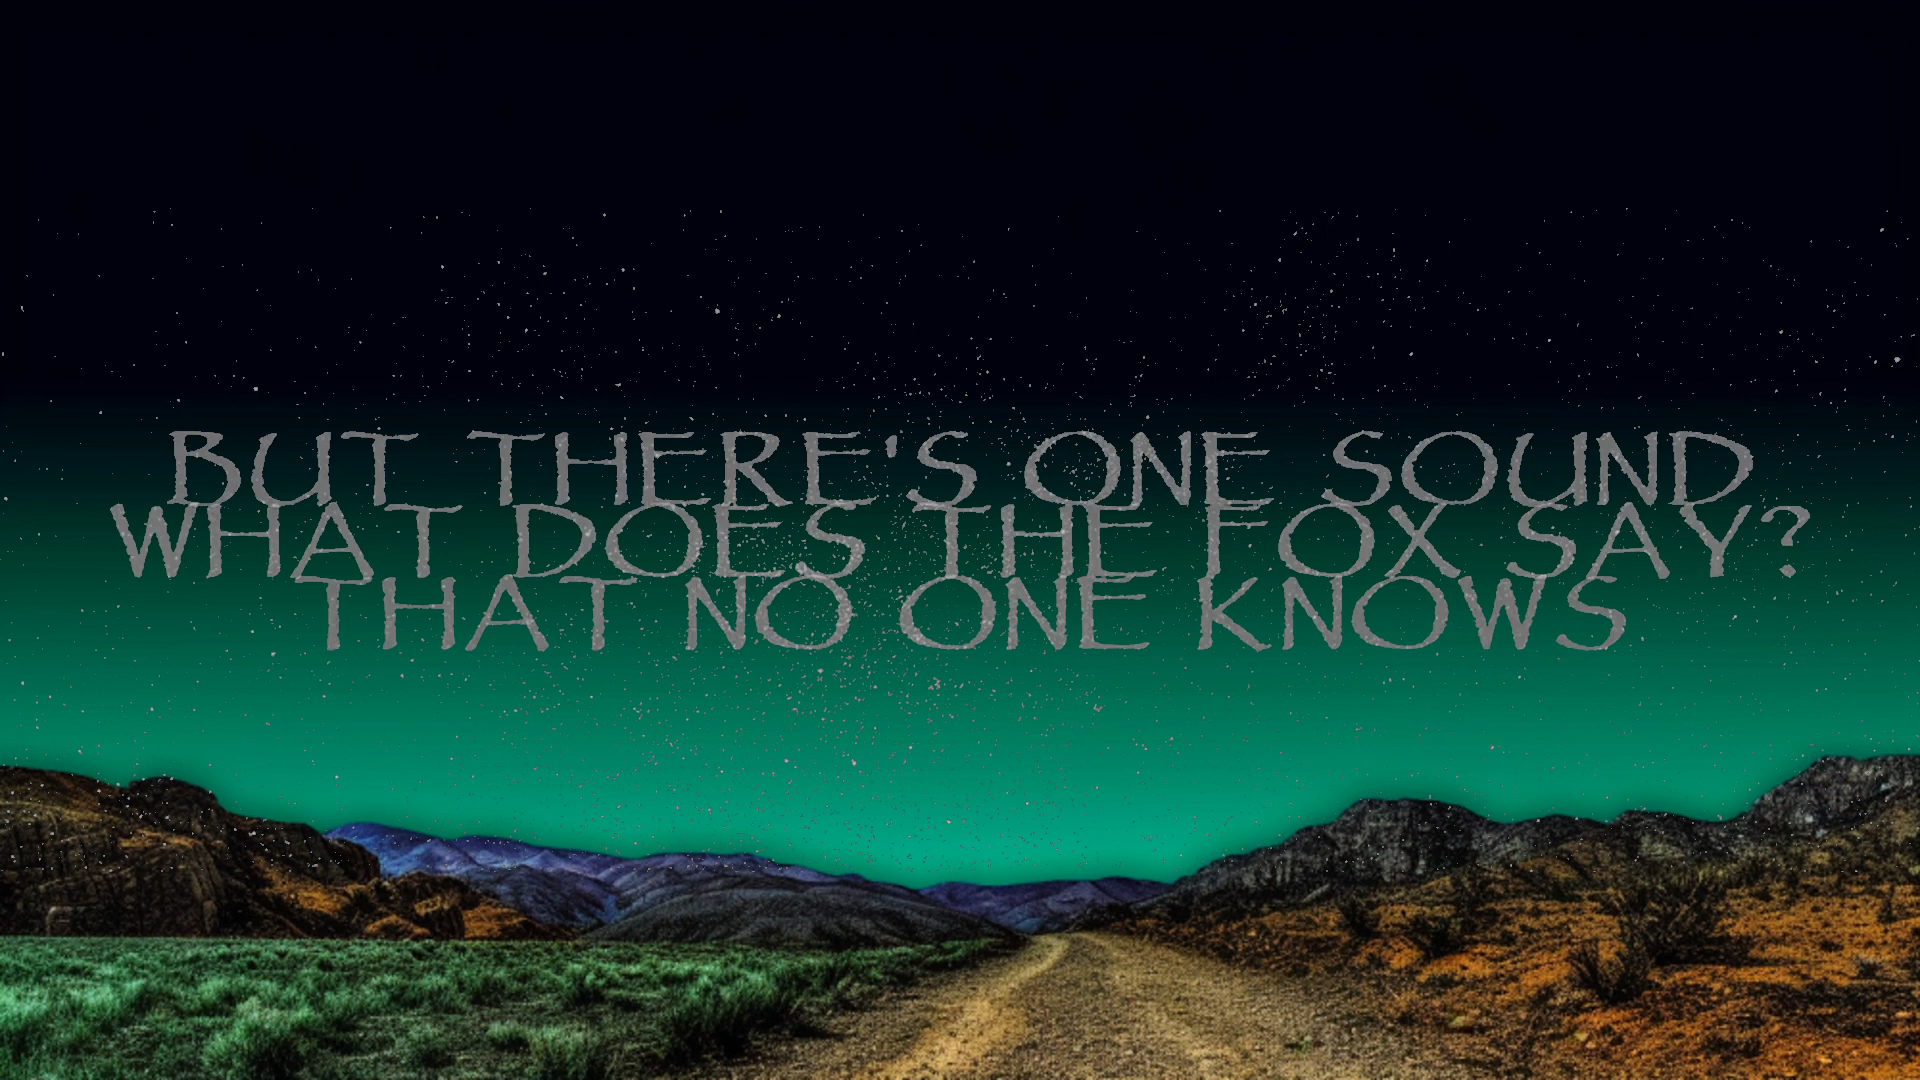 BUT THERE'S ONE SOUND
WHAT DOES THE FOX SAY?
THAT NO ONE KNOWS